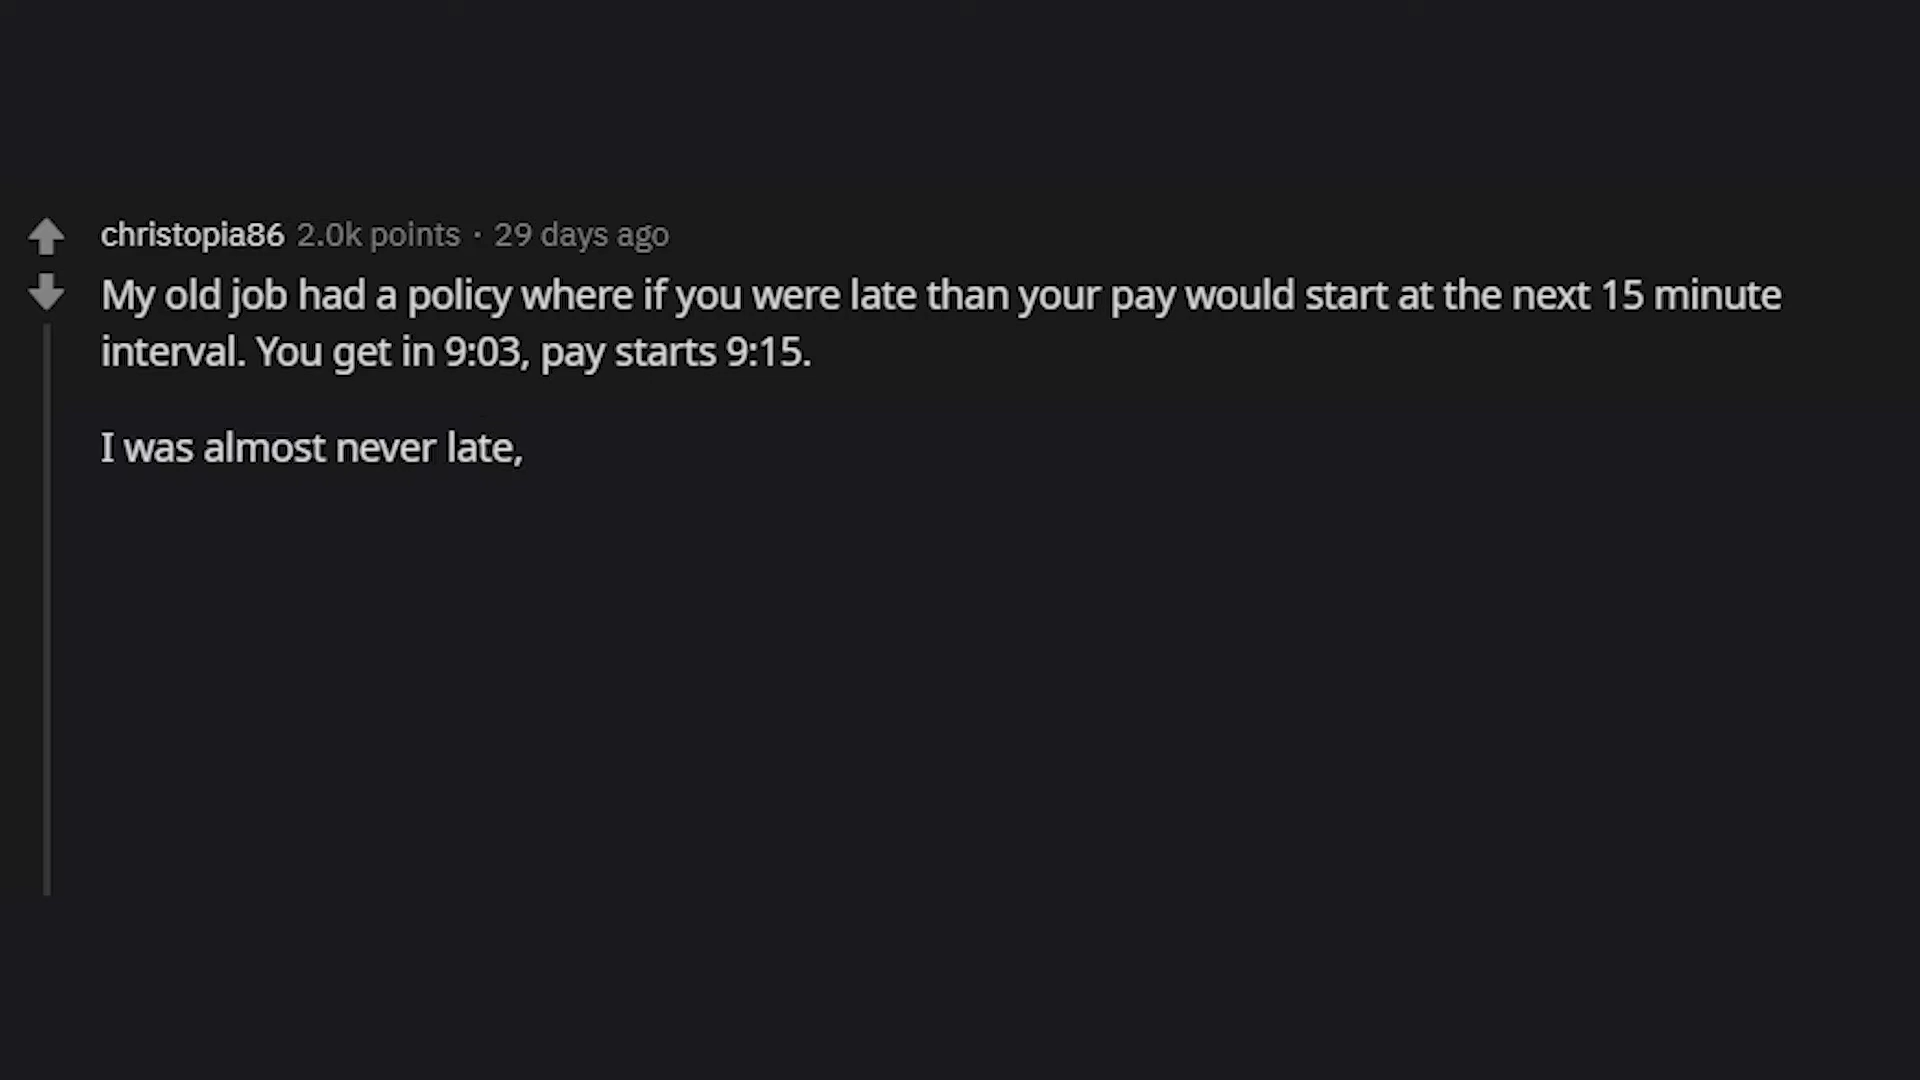 christopia86 2.0k points · 29 days ago
My old job had a policy where if you were late than your pay would start at the next 15 minute
interval. You get in 9:03, pay starts 9:15.
I was almost never late,